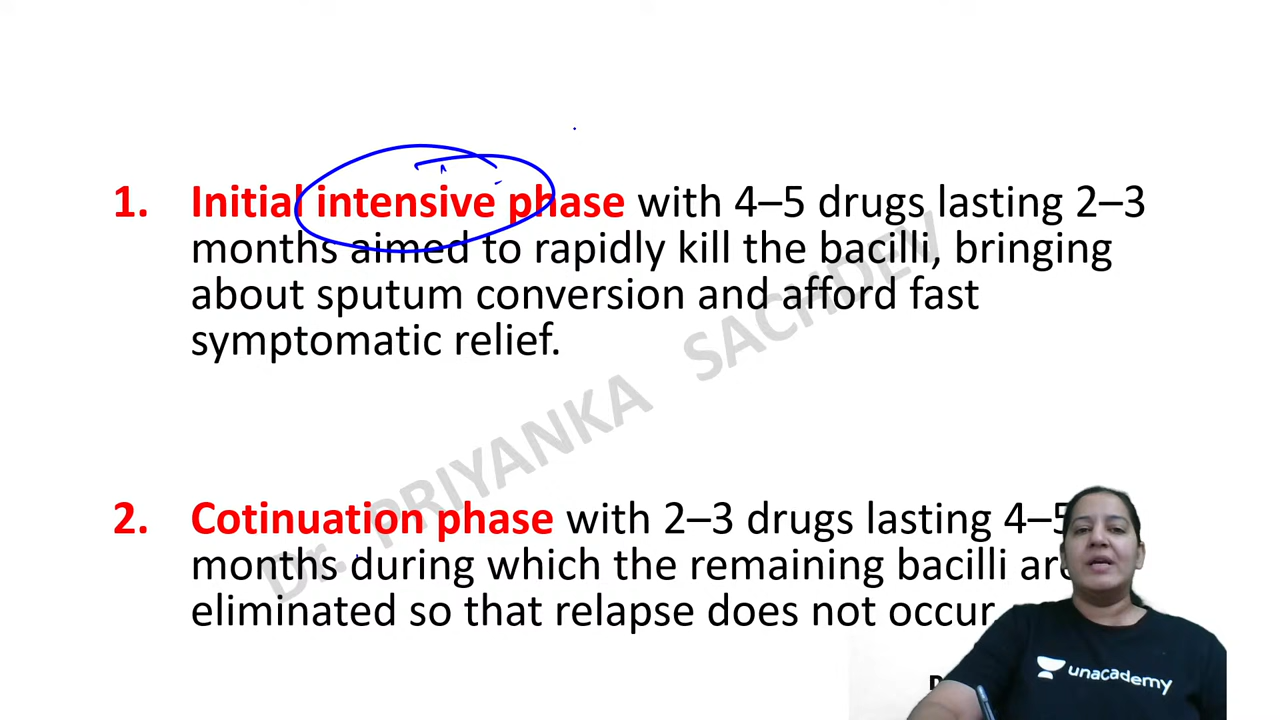 1. Initial intensive phase with 4–5 drugs lasting 2–3
months aimed to rapidly kill the bacilli, bringing
about sputum conversion and afford fast
symptomatic relief.
Dr. PRIYANKA SACHDEV
2. Cotinuation phase with 2–3 drugs lasting 4–5
months during which the remaining bacilli are
eliminated so that relapse does not occur
unacademy